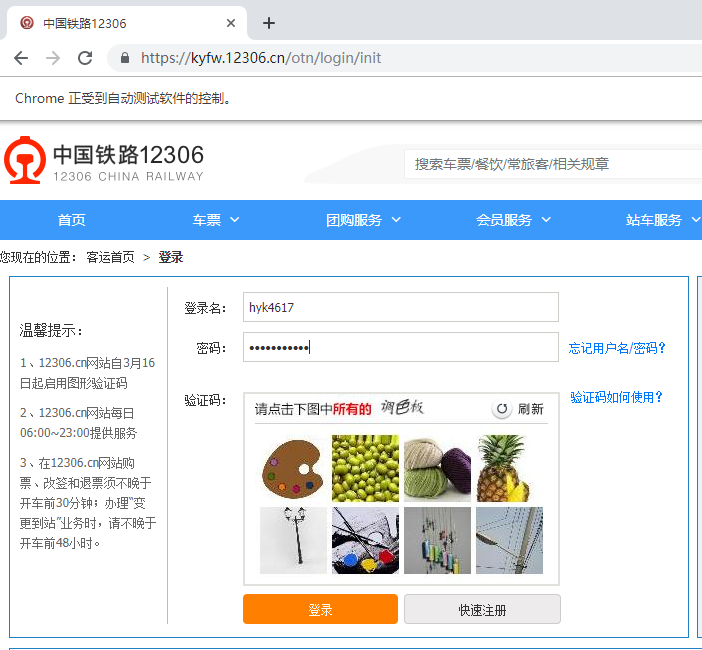 中国铁路12306
https://kyfw.12306.cn/otn/login/init
Chrome 正受到自动测试软件的控制。
中国铁路12306
12306 CHINA RAILWAY
搜索车票/餐饮/常旅客/相关规章
首页 车票 团购服务 会员服务 站车服务
您现在的位置： 客运首页 > 登录
温馨提示：
1、12306.cn网站自3月16
日起启用图形验证码
2、12306.cn网站每日
06:00~23:00提供服务
3、在12306.cn网站购
票、改签和退票须不晚于
开车前30分钟；办理“变
更到站”业务时，请不晚于
开车前48小时。
登录名： hyk4617
密码： ••••••••••• 忘记用户名/密码？
验证码： 验证码如何使用？
请点击下图中所有的 调色板 刷新
登录 快速注册